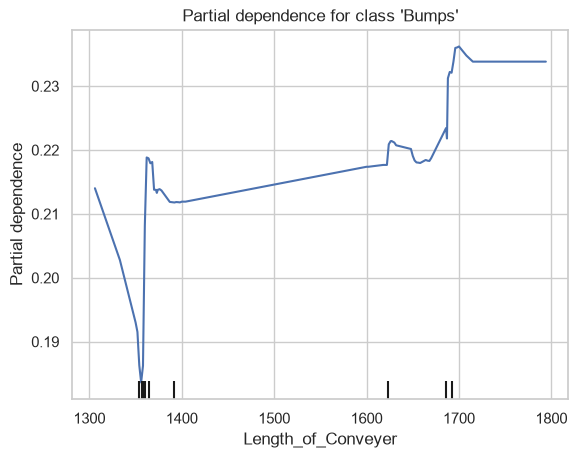 Partial dependence for class 'Bumps'
0.23
0.22
0.21
0.20
0.19
Partial dependence
1300 1400 1500 1600 1700 1800
Length_of_Conveyer